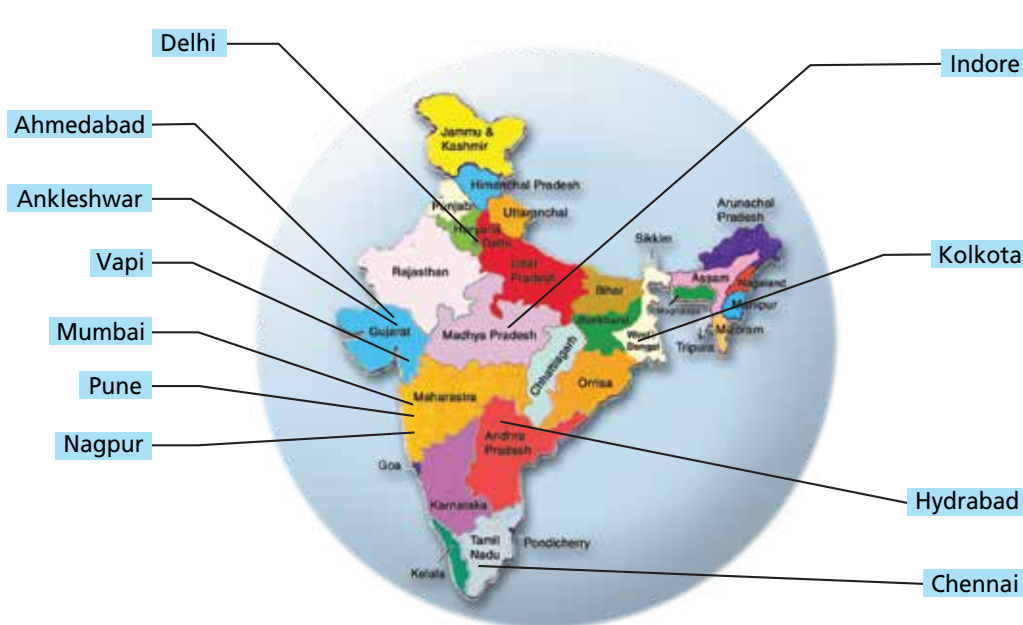 Delhi
Indore
Ahmedabad
Ankleshwar
Vapi
Mumbai
Pune
Nagpur
Kolkota
Hydrabad
Chennai
Jammu &
Kashmir
Himanchal Pradesh
Punjab
Uttaranchal
Haryana
Delhi
Rajasthan
Uttar
Pradesh
Arunachal
Pradesh
Sikkim
Assam
Nagaland
Manipur
Mizoram
Tripura
Bihar
Jharkhand
West
Bengal
Gujarat
Madhya Pradesh
Chhattisgarh
Orrisa
Maharastra
Andhra
Pradesh
Goa
Karnataka
Tamil
Nadu
Pondicherry
Kelala